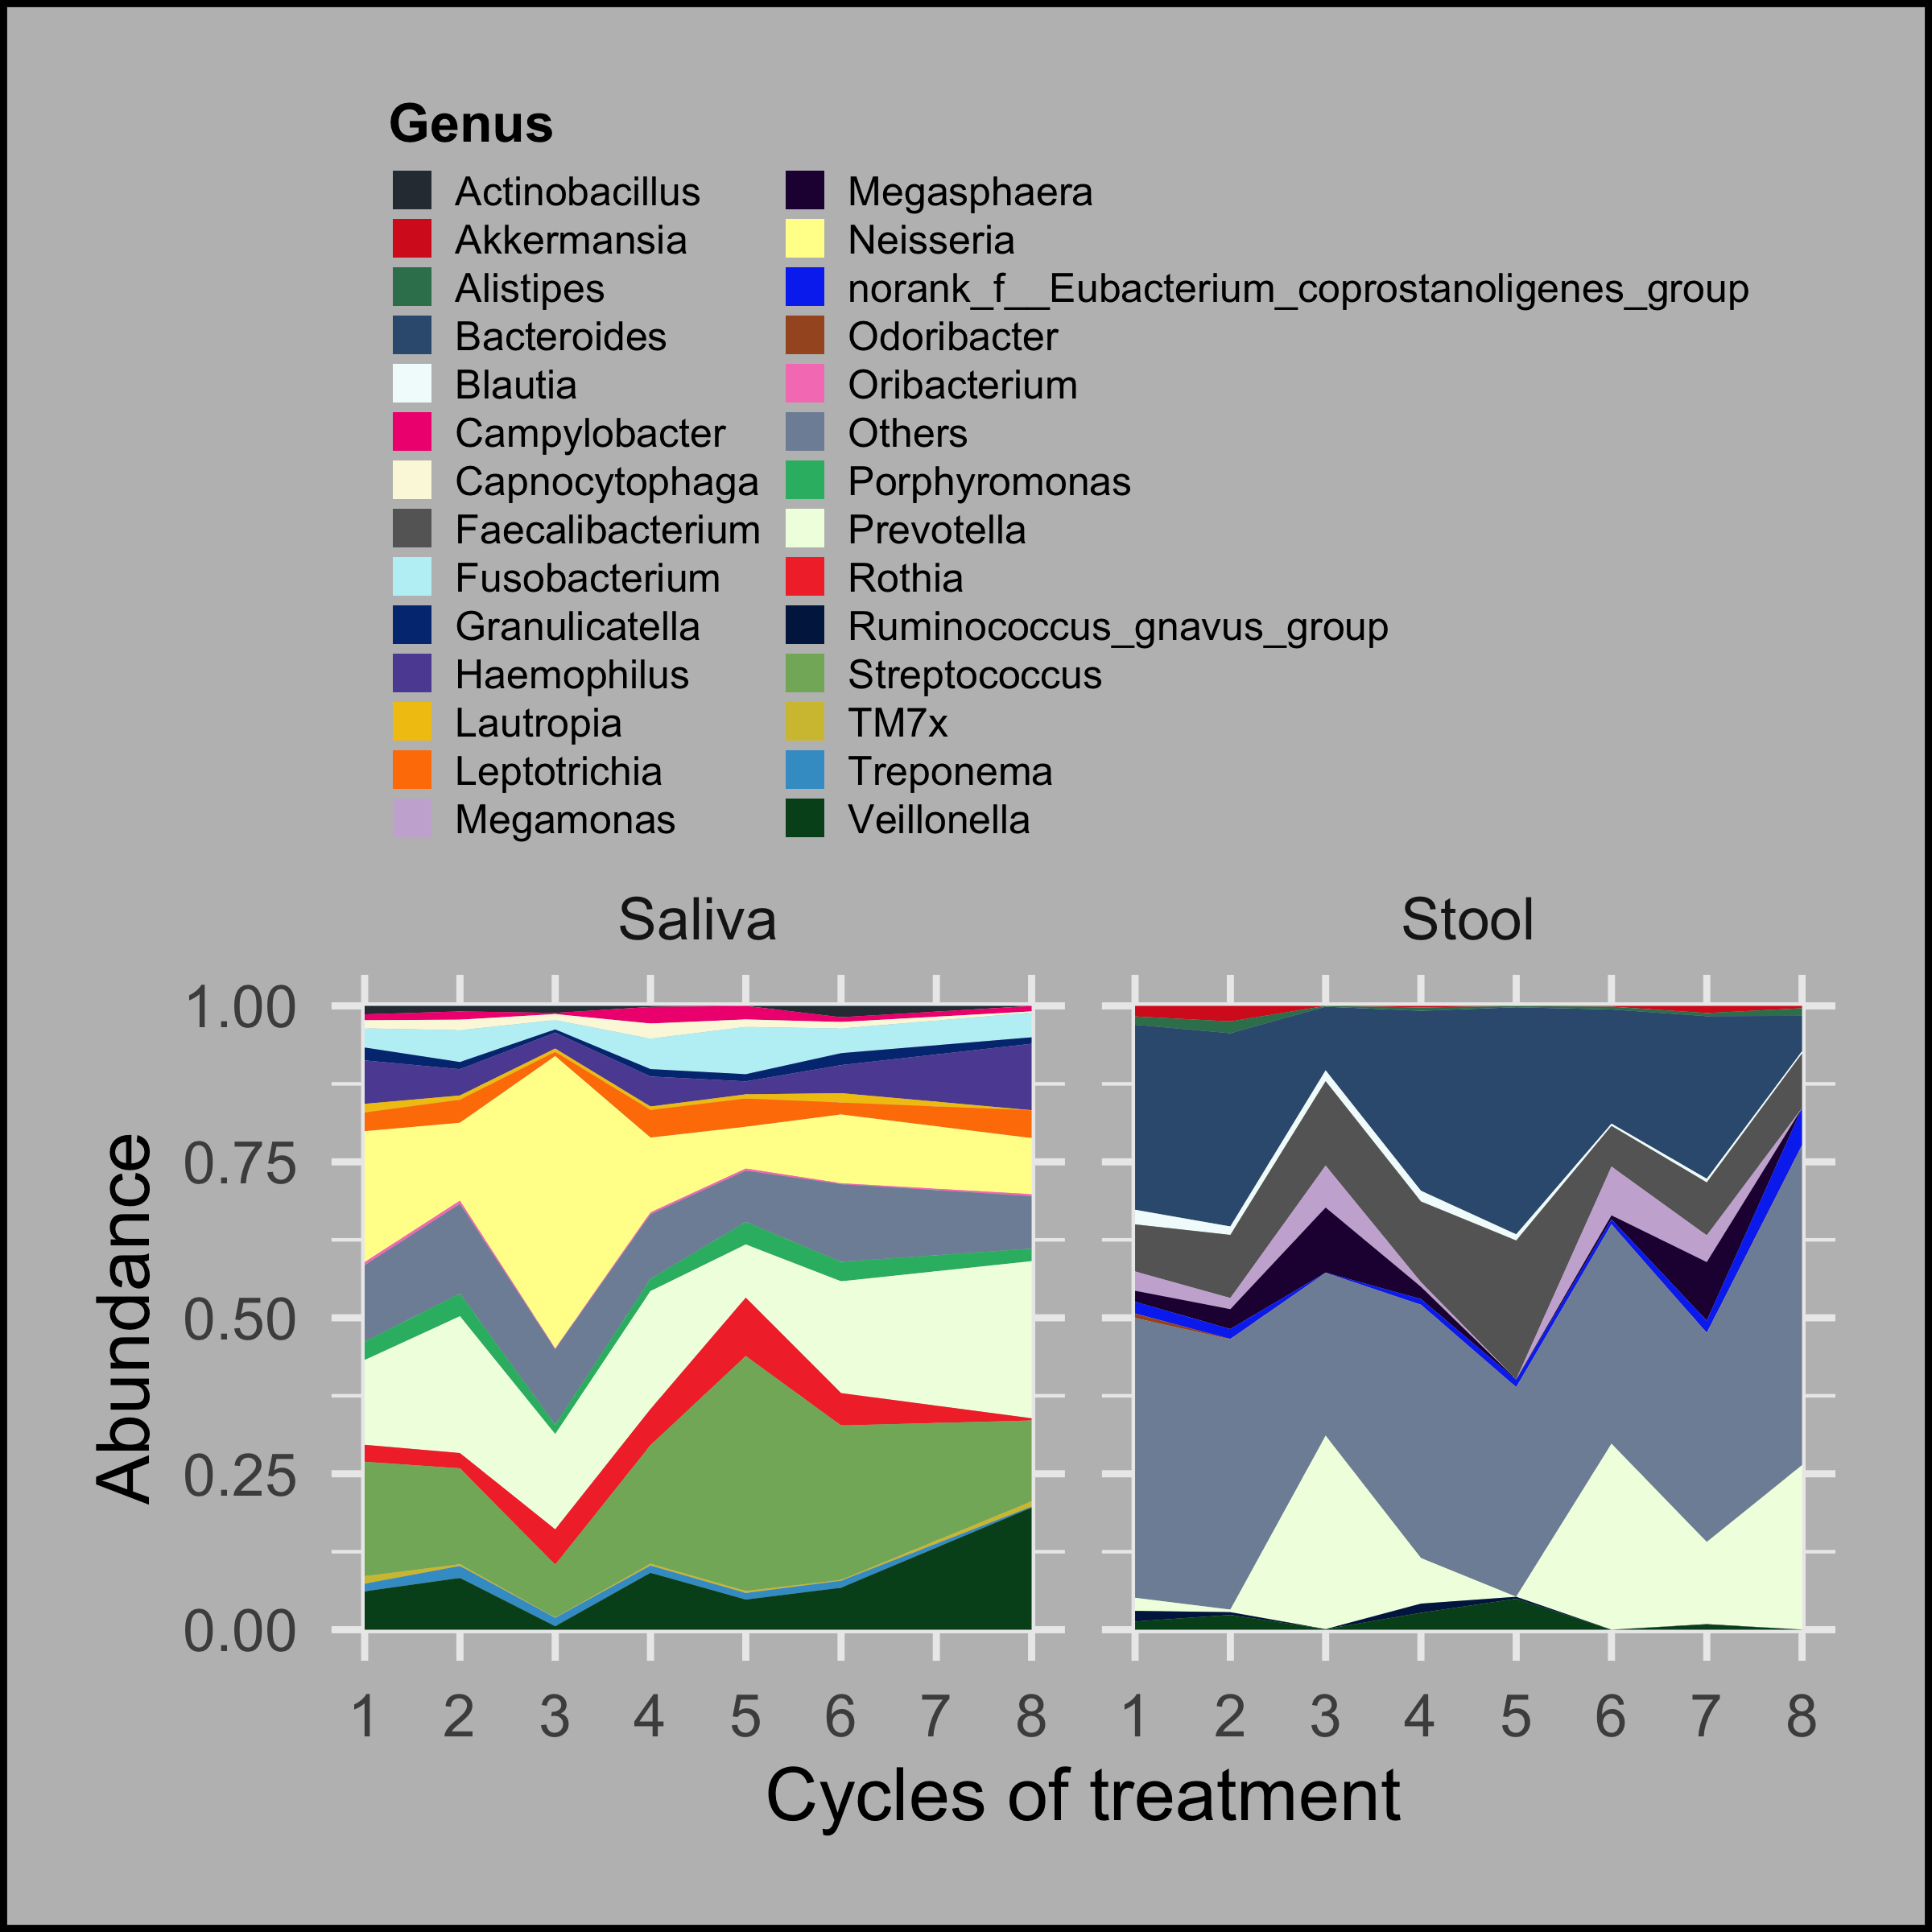 Genus
Actinobacillus
Akkermansia
Alistipes
Bacteroides
Blautia
Campylobacter
Capnocytophaga
Faecalibacterium
Fusobacterium
Granulicatella
Haemophilus
Lautropia
Leptotrichia
Megamonas
Megasphaera
Neisseria
norank_f__Eubacterium_coprostanoligenes_group
Odoribacter
Oribacterium
Others
Porphyromonas
Prevotella
Rothia
Ruminococcus_gnavus_group
Streptococcus
TM7x
Treponema
Veillonella
Saliva
Stool
Abundance
1.00
0.75
0.50
0.25
0.00
1 2 3 4 5 6 7 8
1 2 3 4 5 6 7 8
Cycles of treatment